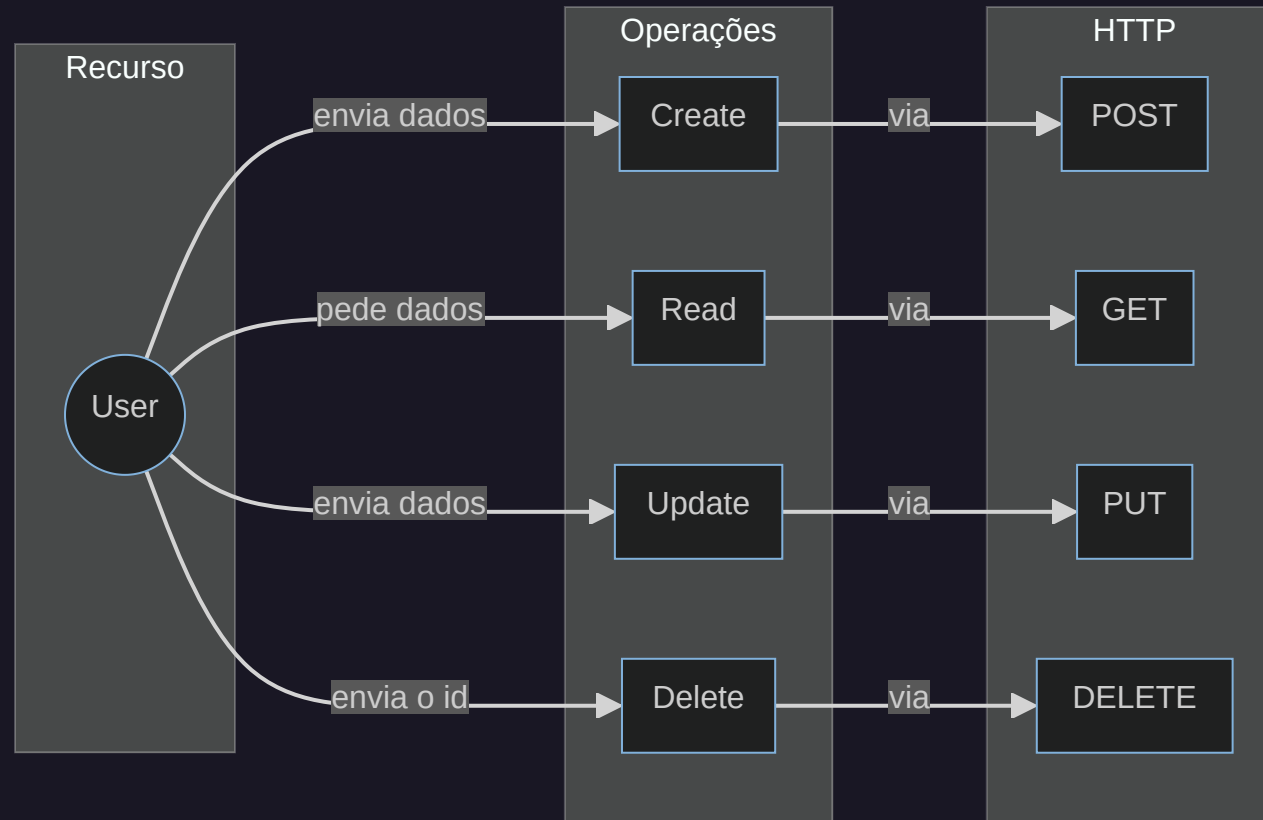 Recurso
Operações
HTTP
envia dados
Create
via
POST
pede dados
Read
via
GET
User
envia dados
Update
via
PUT
envia o id
Delete
via
DELETE